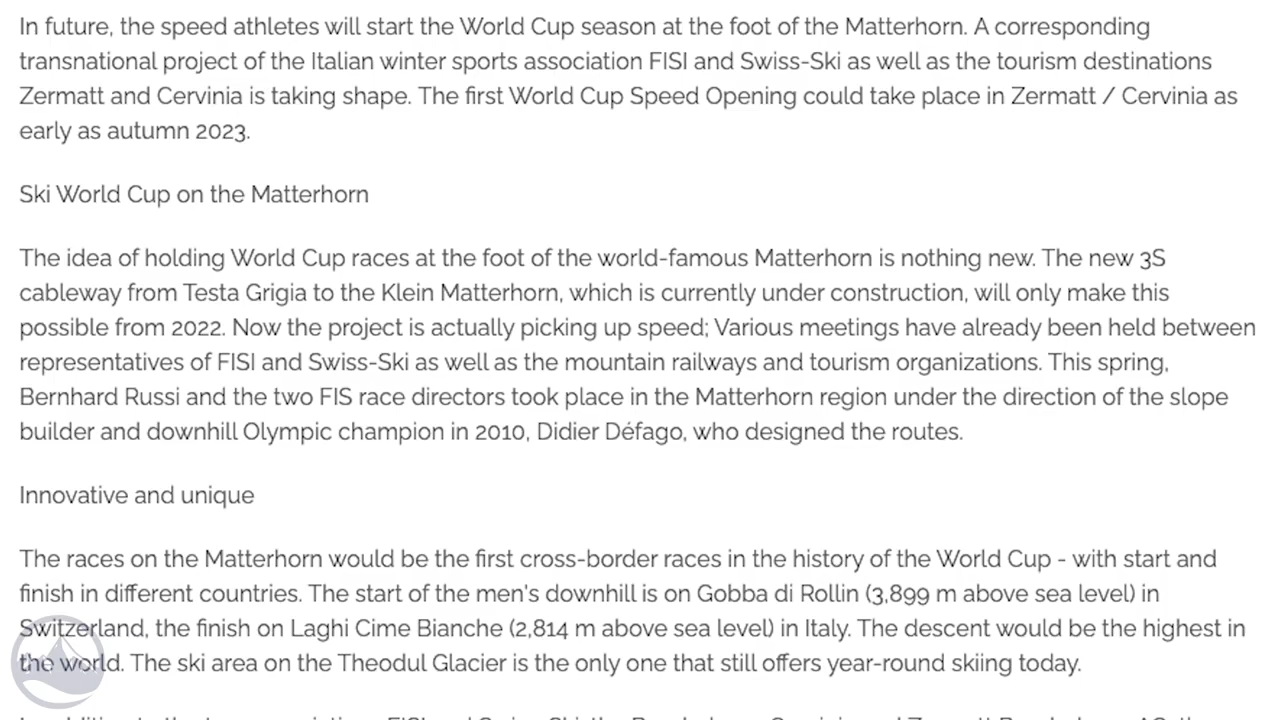 In future, the speed athletes will start the World Cup season at the foot of the Matterhorn. A corresponding
transnational project of the Italian winter sports association FISI and Swiss-Ski as well as the tourism destinations
Zermatt and Cervinia is taking shape. The first World Cup Speed Opening could take place in Zermatt / Cervinia as
early as autumn 2023.
Ski World Cup on the Matterhorn
The idea of holding World Cup races at the foot of the world-famous Matterhorn is nothing new. The new 3S
cableway from Testa Grigia to the Klein Matterhorn, which is currently under construction, will only make this
possible from 2022. Now the project is actually picking up speed; Various meetings have already been held between
representatives of FISI and Swiss-Ski as well as the mountain railways and tourism organizations. This spring,
Bernhard Russi and the two FIS race directors took place in the Matterhorn region under the direction of the slope
builder and downhill Olympic champion in 2010, Didier Défago, who designed the routes.
Innovative and unique
The races on the Matterhorn would be the first cross-border races in the history of the World Cup - with start and
finish in different countries. The start of the men's downhill is on Gobba di Rollin (3,899 m above sea level) in
Switzerland, the finish on Laghi Cime Bianche (2,814 m above sea level) in Italy. The descent would be the highest in
the world. The ski area on the Theodul Glacier is the only one that still offers year-round skiing today.